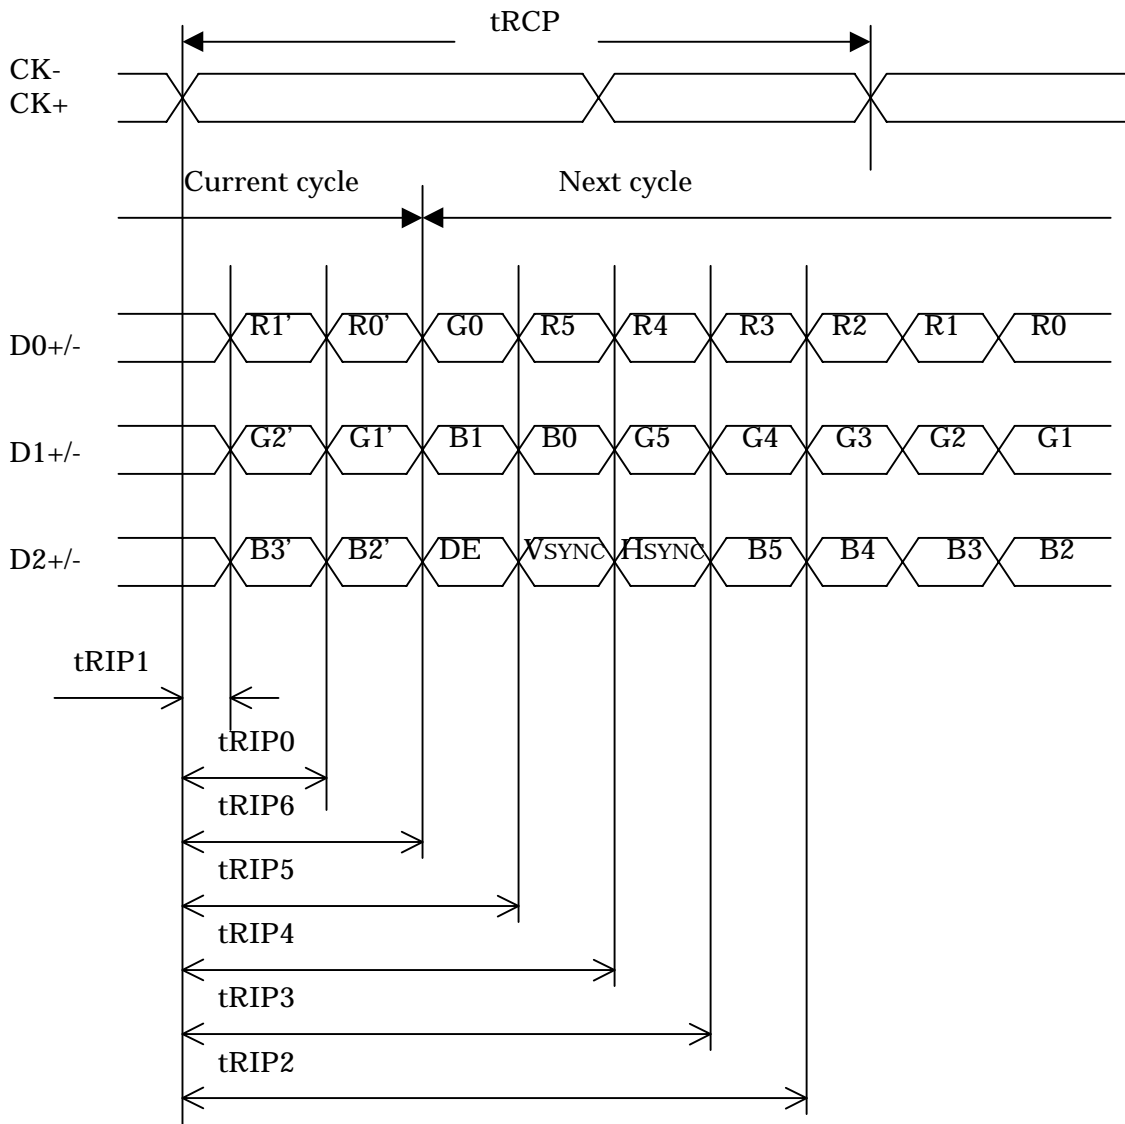 tRCP
CK-
CK+
Current cycle Next cycle
D0+/- R1’ R0’ G0 R5 R4 R3 R2 R1 R0
D1+/- G2' G1’ B1 B0 G5 G4 G3 G2 G1
D2+/- B3’ B2’ DE VSYNC HSYNC B5 B4 B3 B2
tRIP1
tRIP0
tRIP6
tRIP5
tRIP4
tRIP3
tRIP2